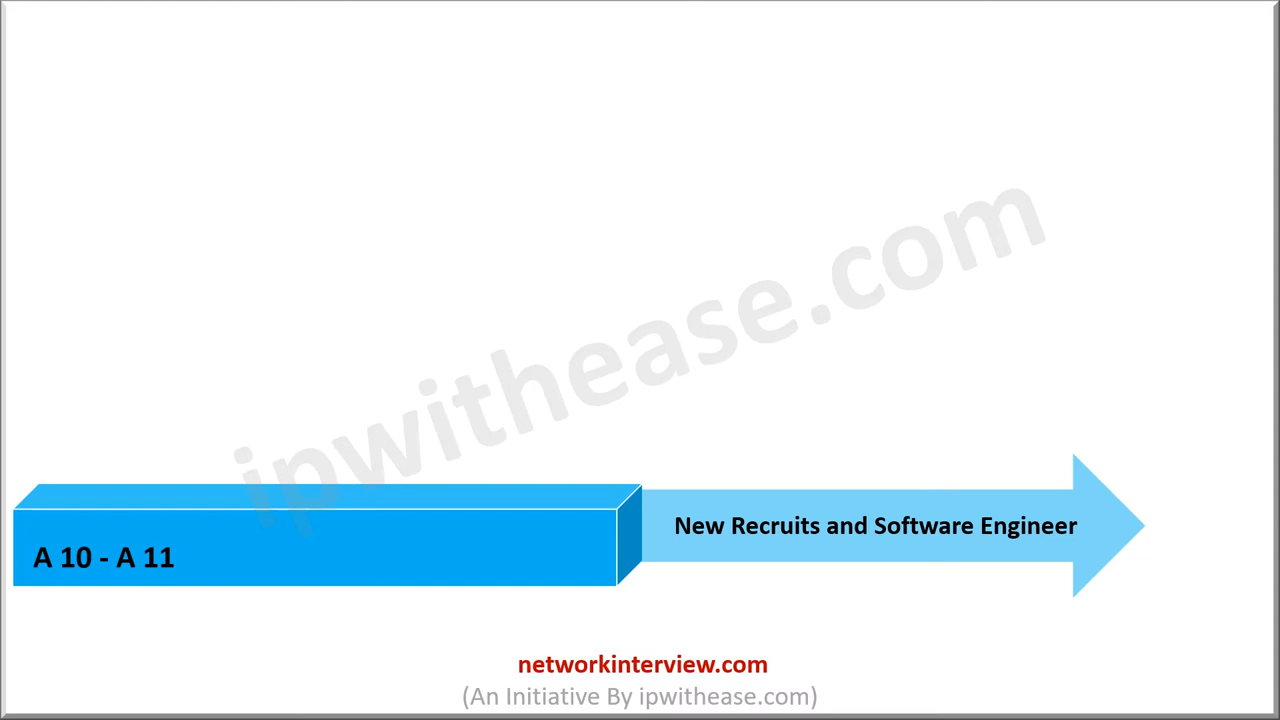 ipwithease.com
A 10 - A 11
New Recruits and Software Engineer
networkinterview.com
(An Initiative By ipwithease.com)